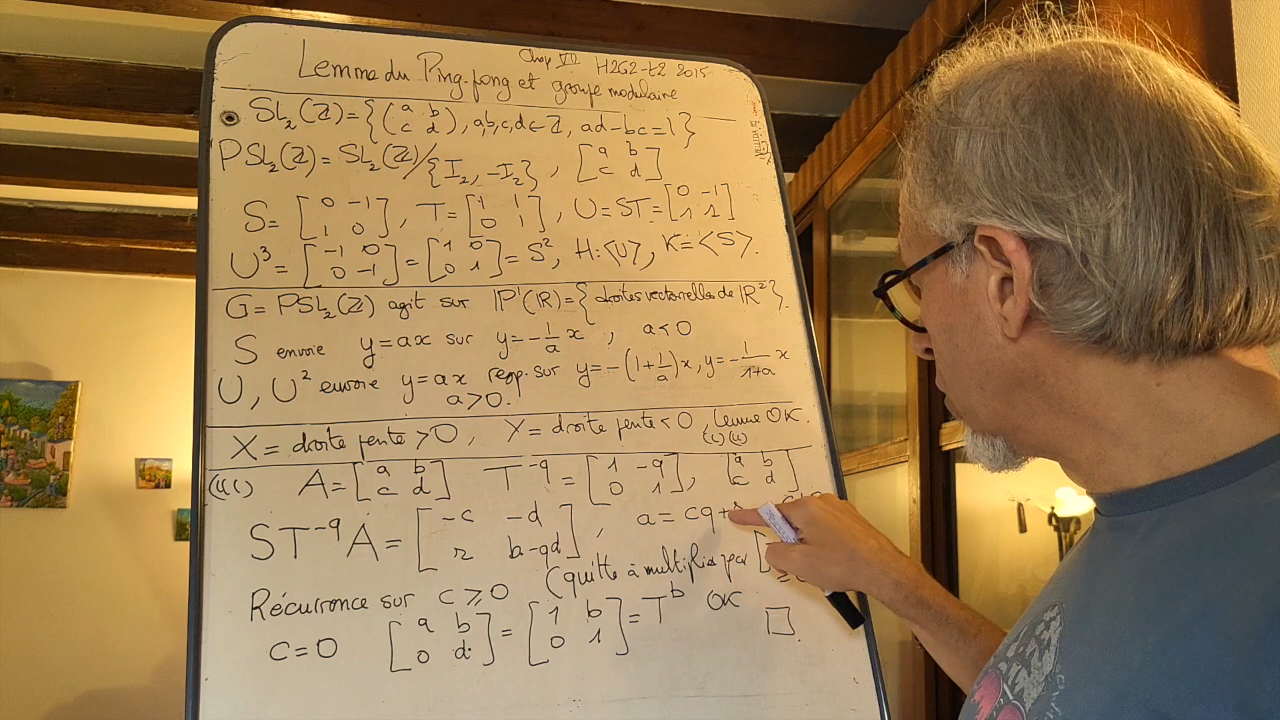 Chap VII H2G2-t2 2015
Lemme du Ping-pong et groupe modulaire
SL₂(ℤ)={(a b c d), a,b,c,d∈ℤ, ad-bc=1}
PSL₂(ℤ)=SL₂(ℤ)/{I₂,-I₂}, [a b c d]
S=[0 -1 1 0], T=[1 1 0 1], U=ST=[0 -1 1 1]
U³=[-1 0 0 -1]=[1 0 0 1]=S², H=<U>, K=<S>.
G=PSL₂(ℤ) agit sur ℙ¹(ℝ)={droites vectorielles de ℝ²}.
S envoie y=ax sur y=-1/a x, a<0
U, U² envoie y=ax resp. sur y=-(1+1/a)x, y=-1/1+a x
a>0.
X= droite pente >0, Y= droite pente <0, lemme OK.
(i)(ii)
(iii) A=[a b c d] T⁻q=[1 -q 0 1], [a b c d]
ST⁻qA=[-c -d r b-qd], a=cq+
Récurrence sur c⩾0 (quitte à multiplier par
c=0 [a b 0 d]=[1 b 0 1]=Tᵇ OK □.